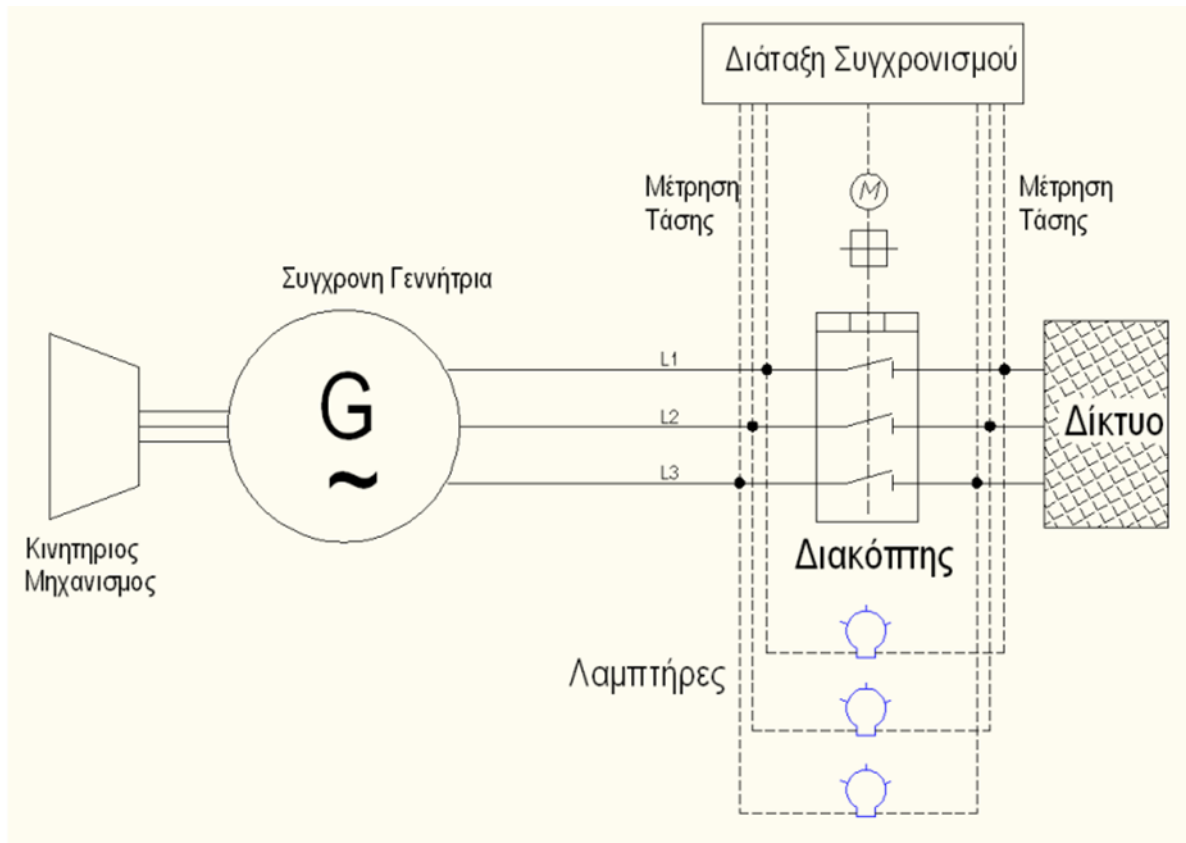 Διάταξη Συγχρονισμού
Μέτρηση
Τάσης
M
Μέτρηση
Τάσης
Συγχρονη Γεννήτρια
G
~
L1
L2
L3
Δίκτυο
Κινητηριος
Μηχανισμος
Διακόπτης
Λαμπτήρες